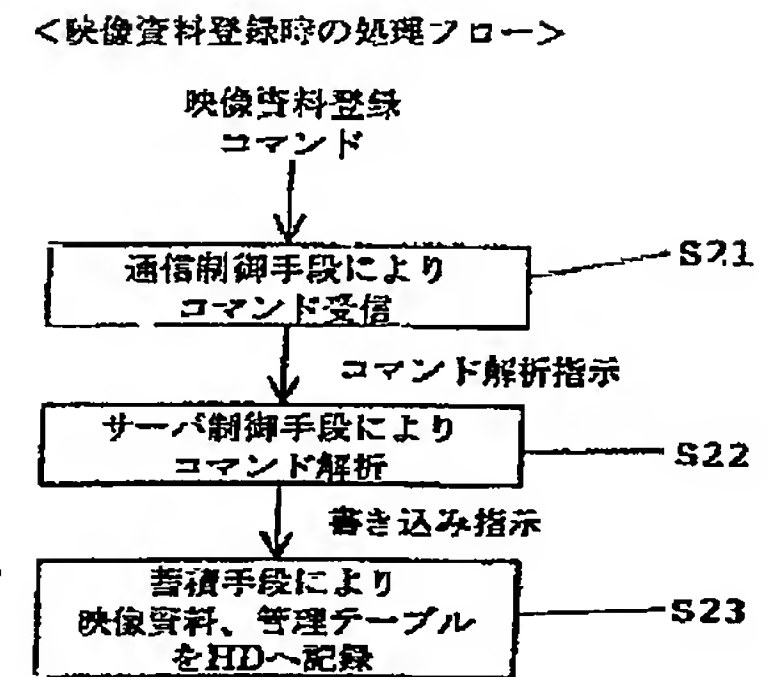 <映像資料登録時の処理フロー>
映像資料登録
コマンド
通信制御手段により
コマンド受信
S21
コマンド解析指示
サーバ制御手段により
コマンド解析
S22
書き込み指示
蓄積手段により
映像資料、管理テーブル
をHDへ記録
S23